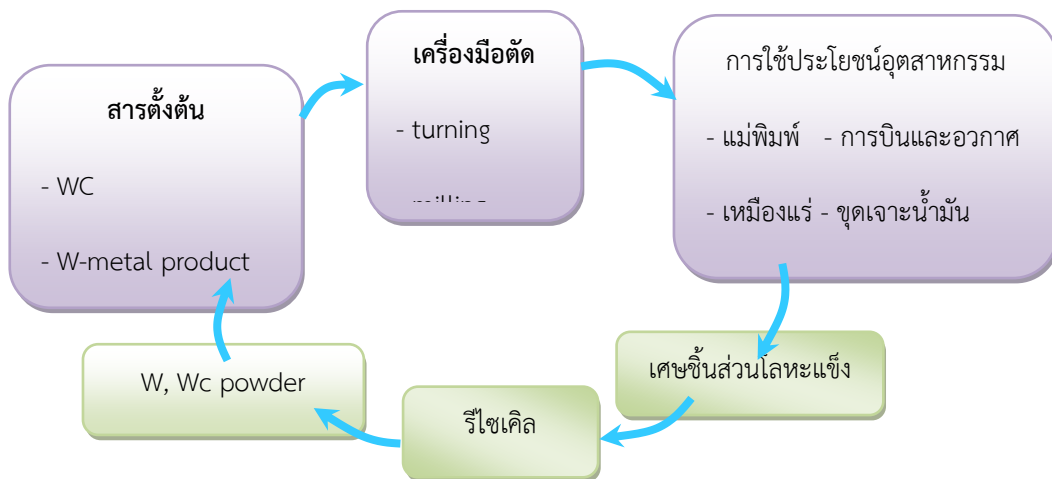 สารตั้งต้น
- WC
- W-metal product
เครื่องมือตัด
- turning
การใช้ประโยชน์อุตสาหกรรม
- แม่พิมพ์ - การบินและอวกาศ
- เหมืองแร่ - ขุดเจาะน้ำมัน
เศษชิ้นส่วนโลหะแข็ง
รีไซเคิล
W, Wc powder